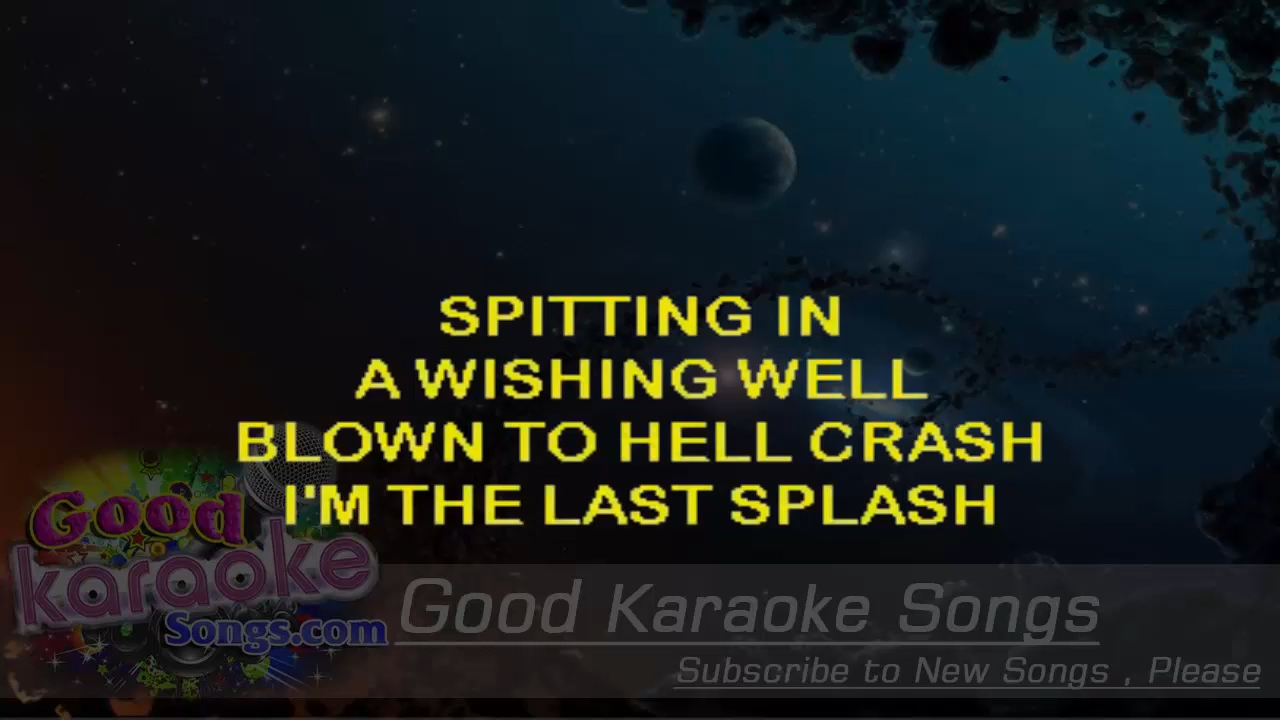 SPITTING IN
A WISHING WELL
BLOWN TO HELL CRASH
I'M THE LAST SPLASH
Good
karaoke
Songs.com
Good Karaoke Songs
Subscribe to New Songs , Please